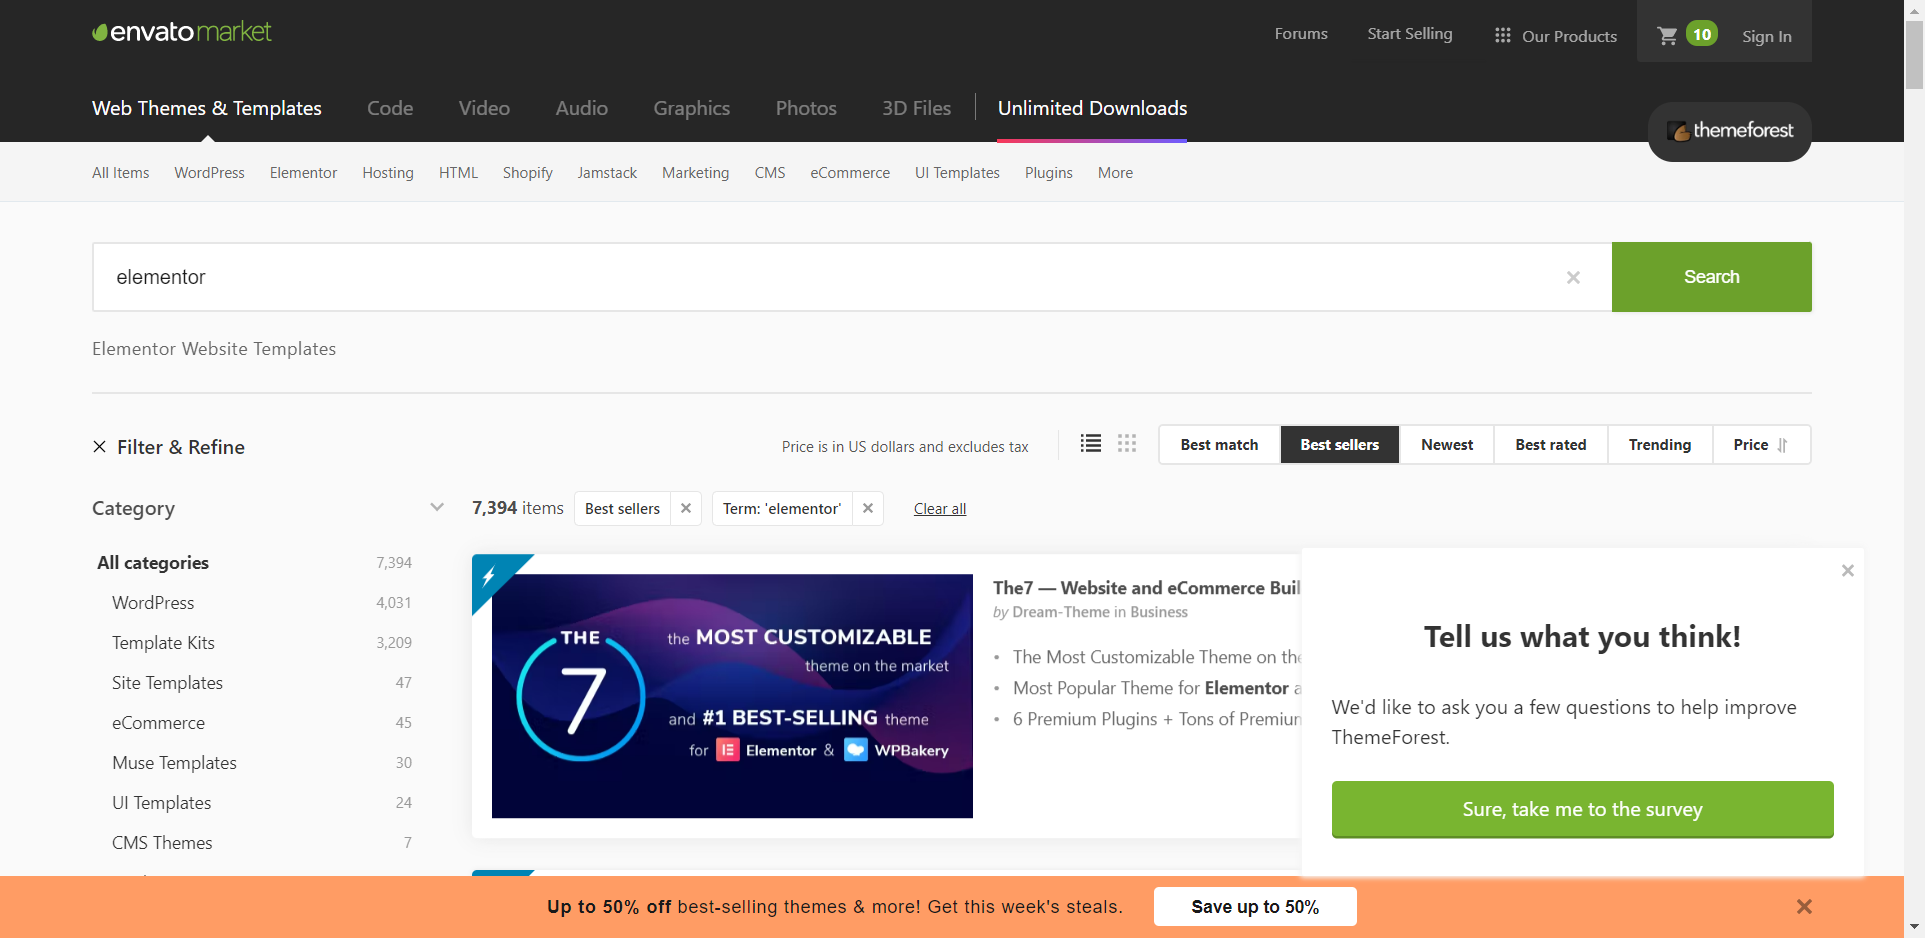 envato market
Forums Start Selling Our Products 10 Sign In
Web Themes & Templates Code Video Audio Graphics Photos 3D Files Unlimited Downloads
themeforest
All Items WordPress Elementor Hosting HTML Shopify Jamstack Marketing CMS eCommerce UI Templates Plugins More
elementor
Search
Elementor Website Templates
Filter & Refine
Price is in US dollars and excludes tax
Best match Best sellers Newest Best rated Trending Price
Category
7,394 items Best sellers Term: 'elementor' Clear all
All categories 7,394
WordPress 4,031
Template Kits 3,209
Site Templates 47
eCommerce 45
Muse Templates 30
UI Templates 24
CMS Themes 7
THE
7
the MOST CUSTOMIZABLE
theme on the market
and #1 BEST-SELLING theme
for Elementor & WPBakery
The7 — Website and eCommerce Buil
by Dream-Theme in Business
• The Most Customizable Theme on the
• Most Popular Theme for Elementor a
• 6 Premium Plugins + Tons of Premium
Tell us what you think!
We'd like to ask you a few questions to help improve
ThemeForest.
Sure, take me to the survey
Up to 50% off best-selling themes & more! Get this week's steals.
Save up to 50%